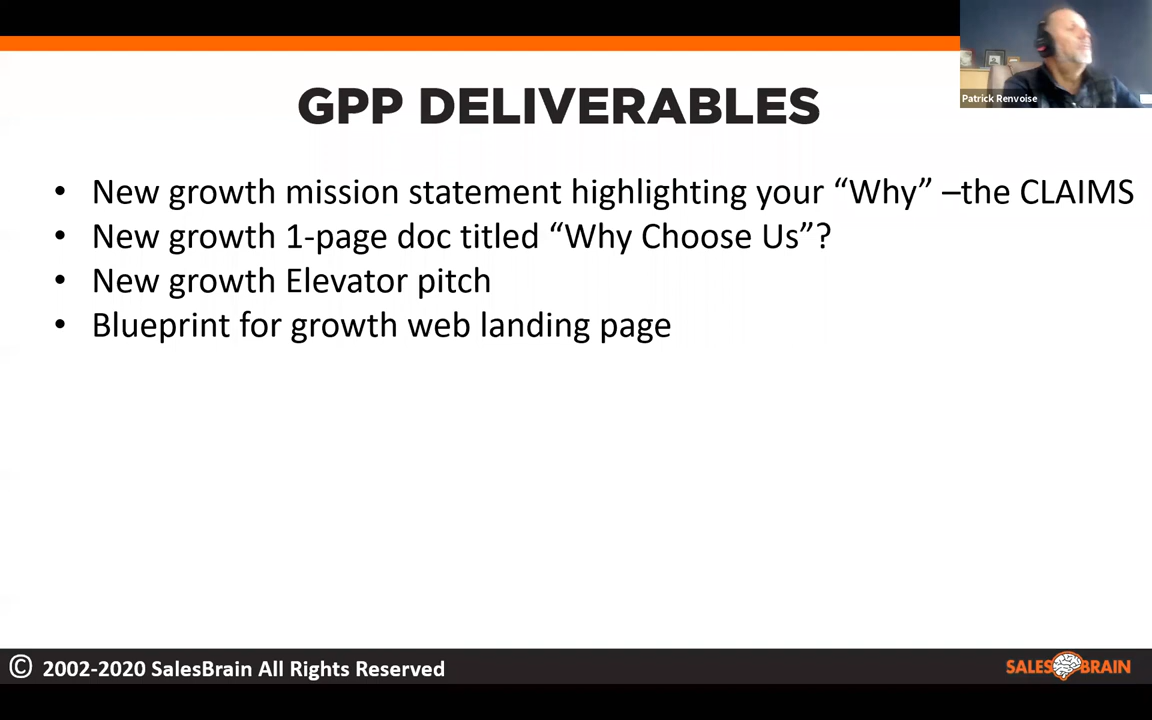 Patrick Renvoise
GPP DELIVERABLES
• New growth mission statement highlighting your “Why” –the CLAIMS
• New growth 1-page doc titled “Why Choose Us”?
• New growth Elevator pitch
• Blueprint for growth web landing page
© 2002-2020 SalesBrain All Rights Reserved
SALES BRAIN